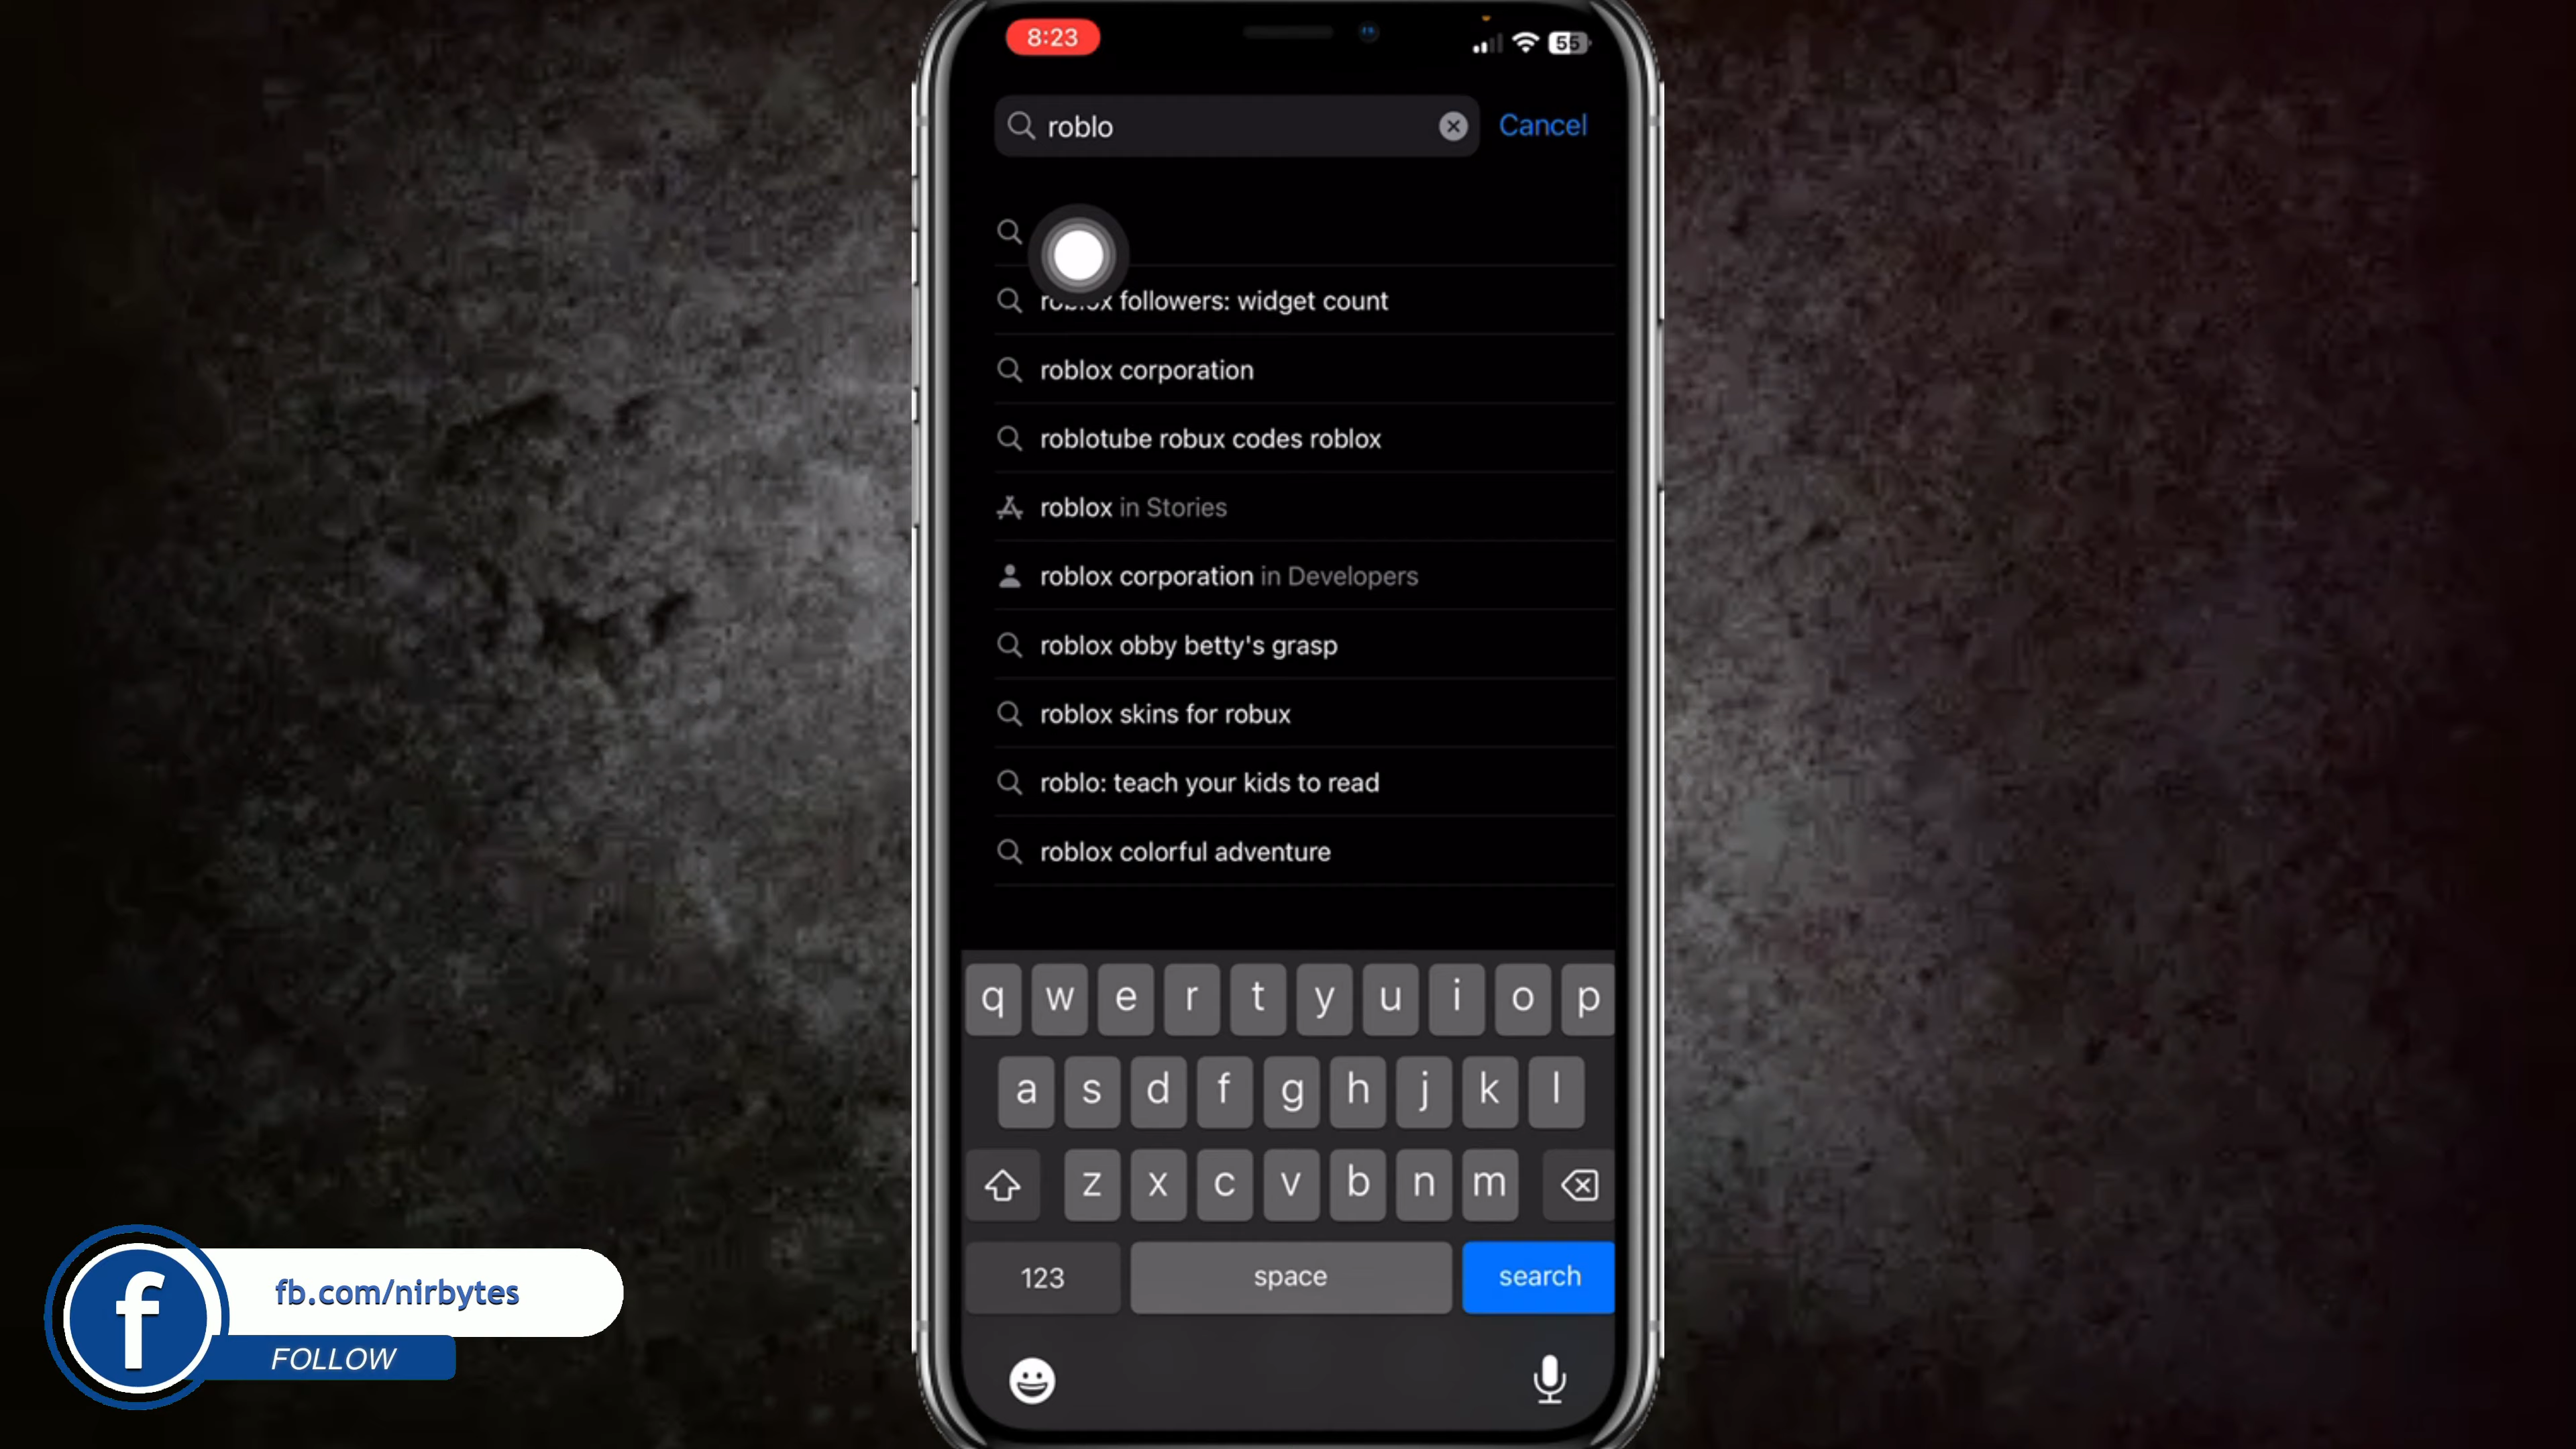 8:23
55
roblo
Cancel
roblox followers: widget count
roblox corporation
roblotube robux codes roblox
roblox in Stories
roblox corporation in Developers
roblox obby betty's grasp
roblox skins for robux
roblo: teach your kids to read
roblox colorful adventure
q w e r t y u i o p
a s d f g h j k l
z x c v b n m
123 space search
f
fb.com/nirbytes
FOLLOW